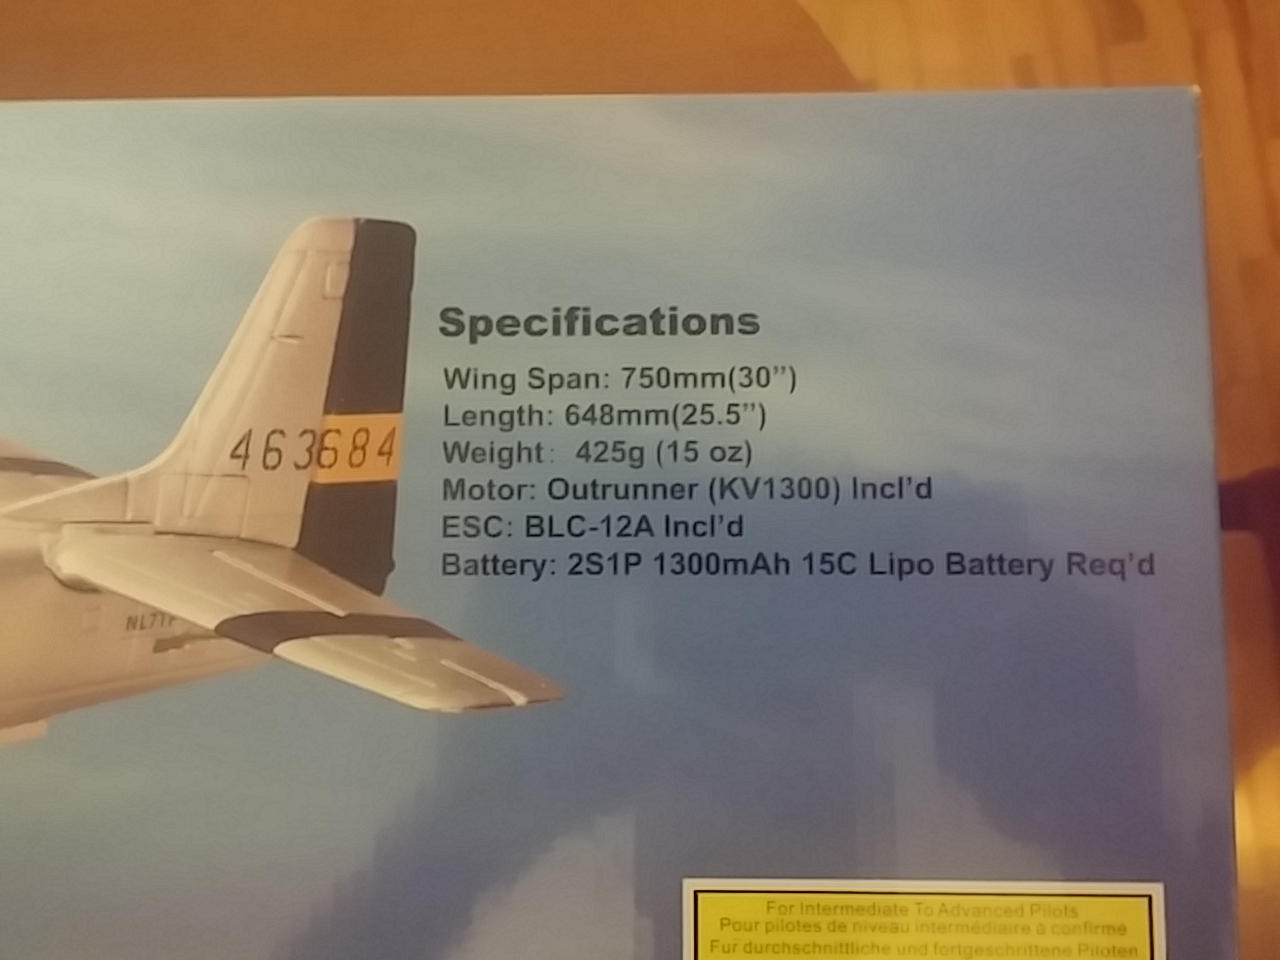 Specifications
Wing Span: 750mm(30”)
Length: 648mm(25.5”)
Weight: 425g (15 oz)
Motor: Outrunner (KV1300) Incl’d
ESC: BLC-12A Incl’d
Battery: 2S1P 1300mAh 15C Lipo Battery Req’d
463684
For Intermediate To Advanced Pilots
Pour pilotes de niveau intermédiaire à confirmé
Fur durchschnittliche und fortgeschrittene Piloten